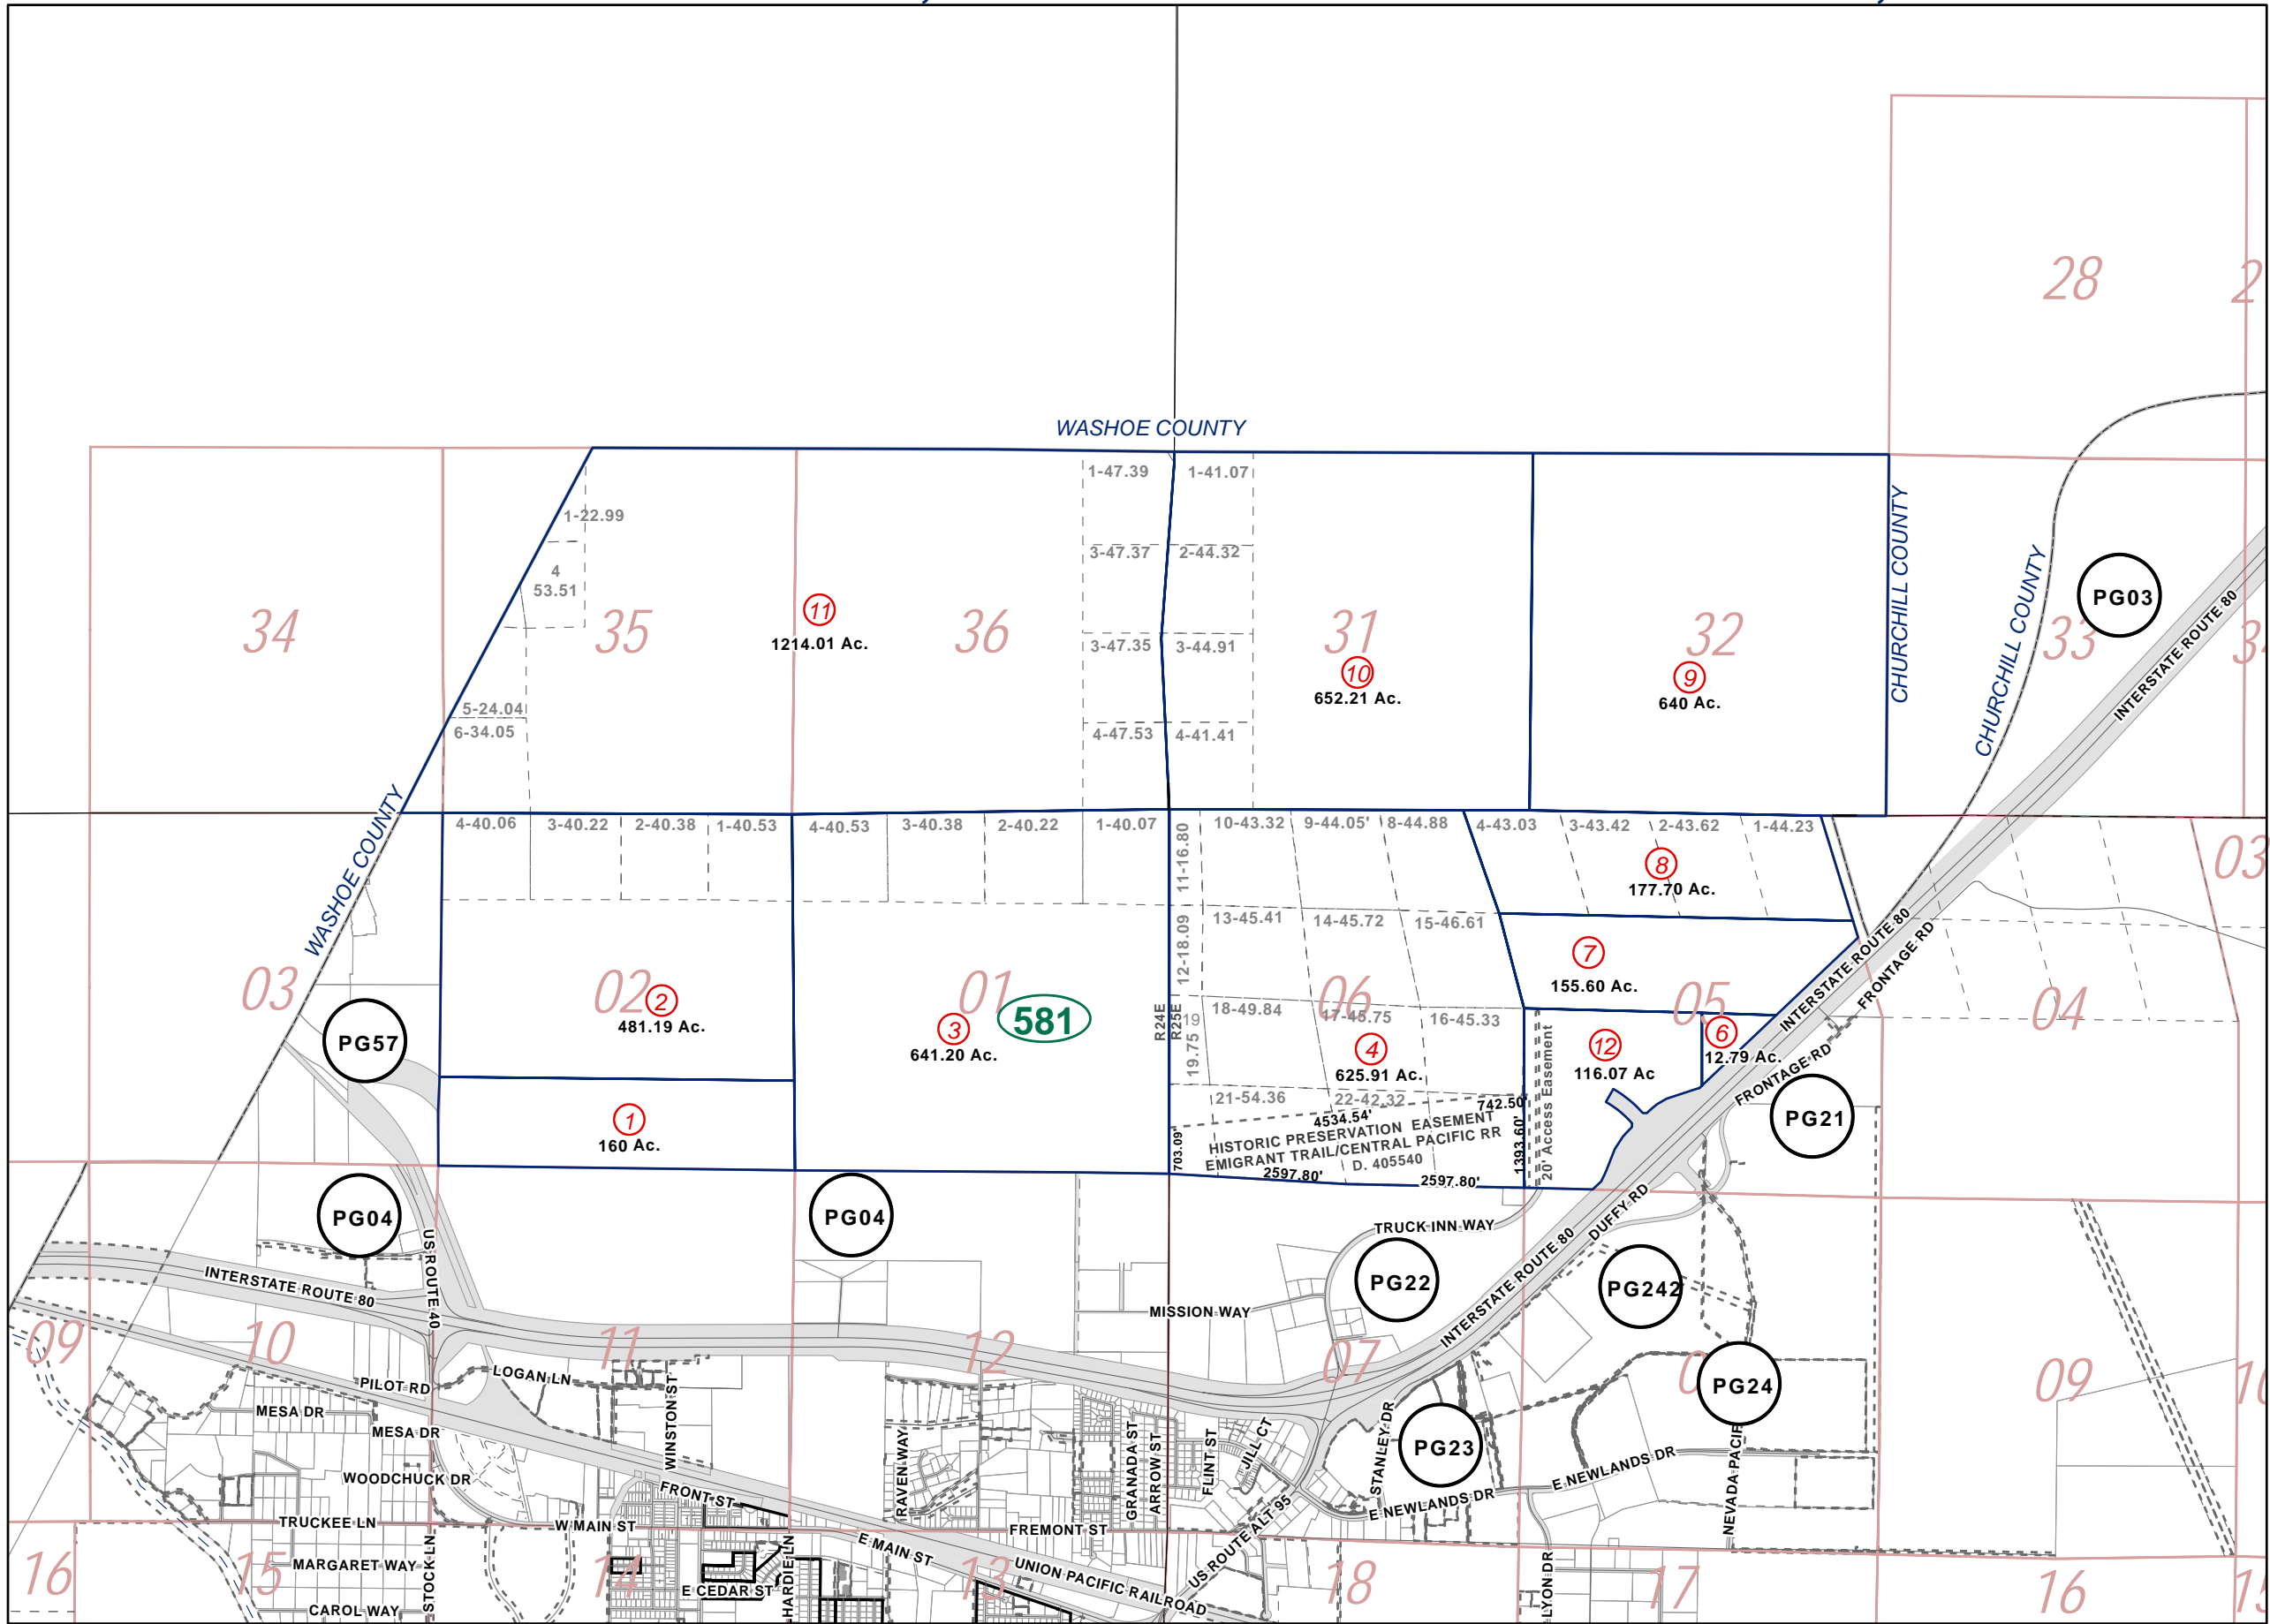 28
2
WASHOE COUNTY
1-47.39
1-41.07
CHURCHILL COUNTY
1-22.99
3-47.37
2-44.32
CHURCHILL COUNTY
4
53.51
PG03
INTERSTATE ROUTE 80
34
35
11
1214.01 Ac.
36
3-47.35
3-44.91
31
10
652.21 Ac.
32
9
640 Ac.
33
INTERSTATE ROUTE 80
5-24.04
6-34.05
4-47.53
4-41.41
WASHOE COUNTY
4-40.06
3-40.22
2-40.38
1-40.53
4-40.53
3-40.38
2-40.22
1-40.07
11-16.80
10-43.32
9-44.05'
8-44.88
4-43.03
3-43.42
2-43.62
1-44.23
8
177.70 Ac.
03
12-18.09
13-45.41
14-45.72
15-46.61
7
155.60 Ac.
INTERSTATE ROUTE 80
FRONTAGE RD
03
02
2
481.19 Ac.
01
3
641.20 Ac.
581
R24E
R25E
19
19.75
18-49.84
06
17-45.75
16-45.33
4
625.91 Ac.
05
04
PG57
20' Access Easement
12
116.07 Ac
6
12.79 Ac.
FRONTAGE RD
PG21
1
160 Ac.
21-54.36
22-42.32
742.50'
4534.54'
703.09'
HISTORIC PRESERVATION EASEMENT
EMIGRANT TRAIL/CENTRAL PACIFIC RR
D. 405540
2597.80'
2597.80'
1393.60'
PG04
PG04
US ROUTE 40
INTERSTATE ROUTE 80
TRUCK INN WAY
DUFFY RD
INTERSTATE ROUTE 80
PG22
PG242
MISSION WAY
09
10
11
12
07
LOGAN LN
PILOT RD
WINSTON ST
PG24
09
10
MESA DR
MESA DR
WOODCHUCK DR
RAVEN WAY
GRANADA ST
ARROW ST
FLINT ST
JILL CT
STANLEY DR
PG23
E NEWLANDS DR
E NEWLANDS DR
NEVADA PACIF
FRONT ST
TRUCKEE LN
W MAIN ST
FREMONT ST
US ROUTE ALT 95
E MAIN ST
UNION PACIFIC RAILROAD
16
15
MARGARET WAY
STOCK LN
14
E CEDAR ST
HARDIE LN
13
18
LYON DR
17
16
CAROL WAY